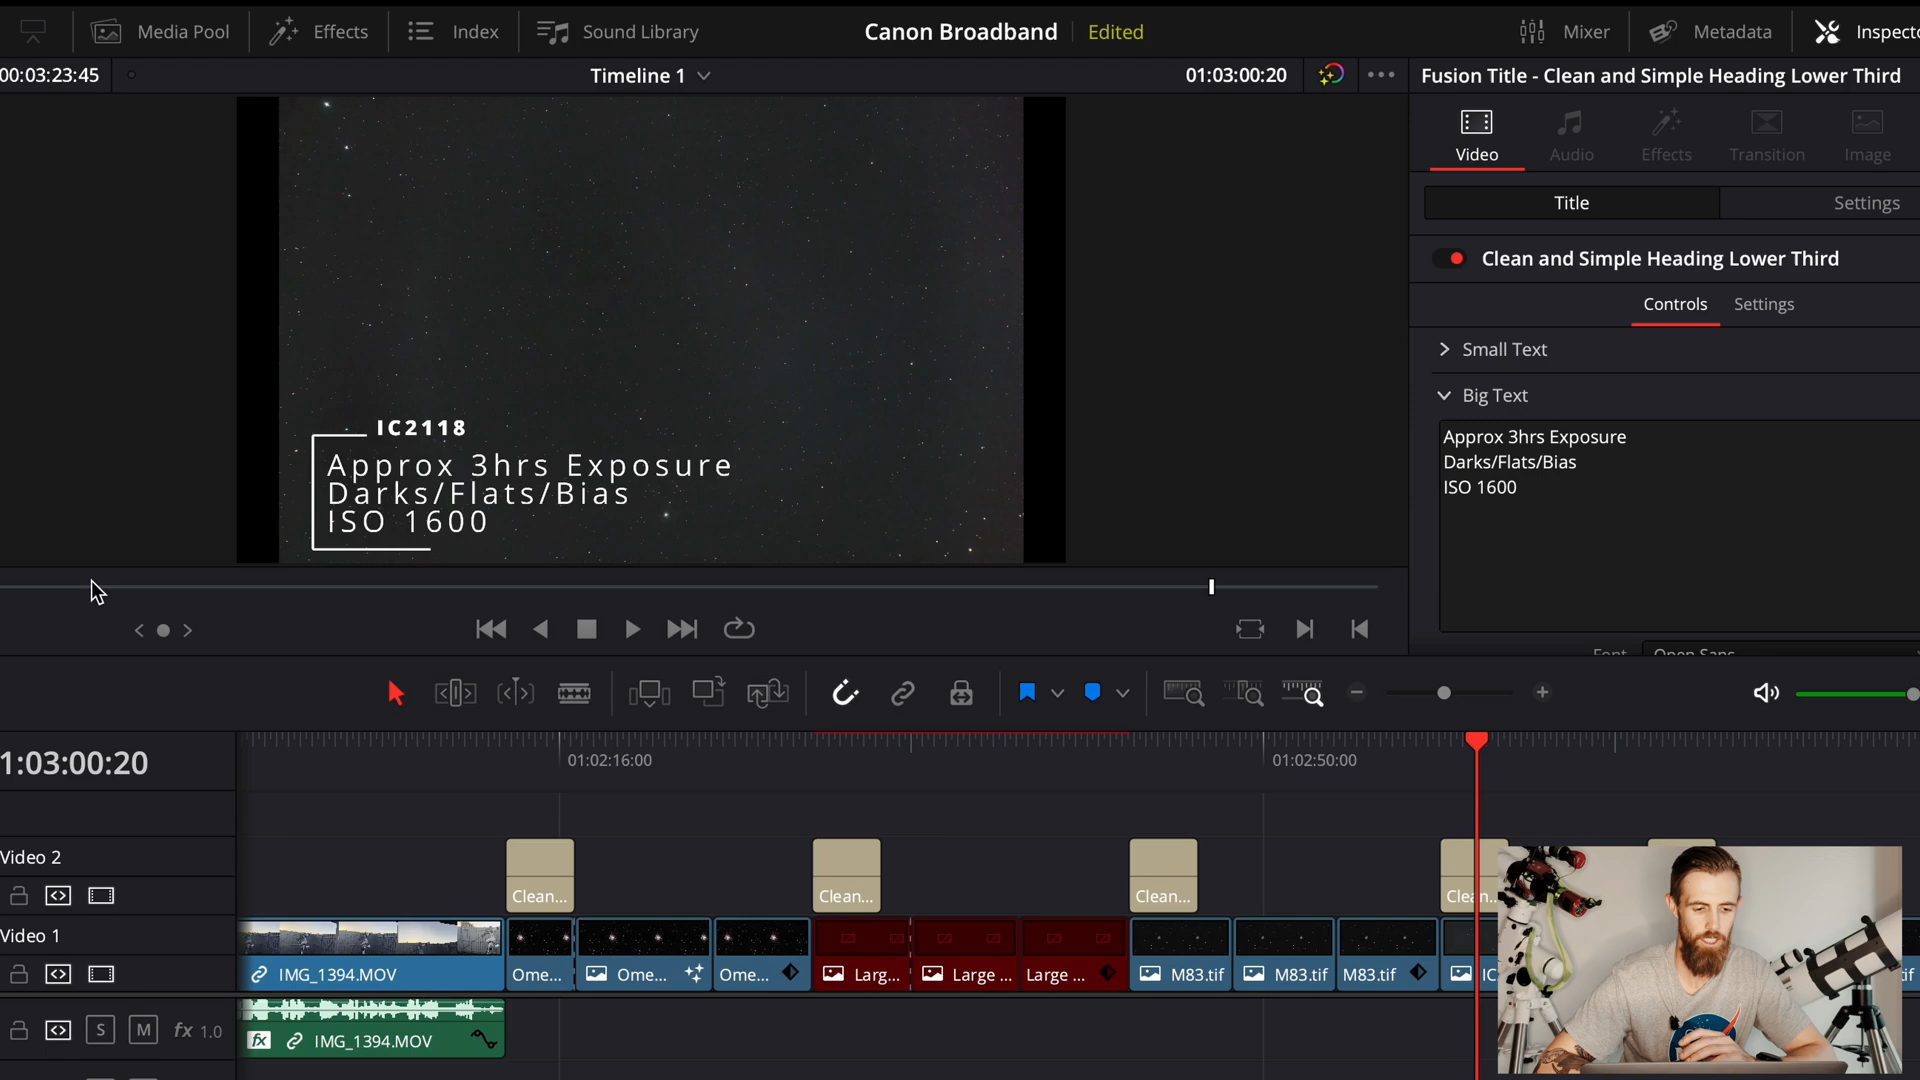 Media Pool
Effects
Index
Sound Library
Canon Broadband
Edited
Mixer
Metadata
00:03:23:45
Timeline 1
01:03:00:20
Fusion Title - Clean and Simple Heading Lower Third
Video
Audio
Effects
Transition
Image
Title
Settings
Clean and Simple Heading Lower Third
Controls
Settings
Small Text
Big Text
Approx 3hrs Exposure
Darks/Flats/Bias
ISO 1600
IC2118
Approx 3hrs Exposure
Darks/Flats/Bias
ISO 1600
1:03:00:20
01:02:16:00
01:02:50:00
Video 2
Clean...
Clean...
Clean...
Video 1
IMG_1394.MOV
Ome...
Ome...
Ome...
Larg...
Large ...
Large ...
M83.tif
M83.tif
M83.tif
IC
S
M
fx 1.0
fx
IMG_1394.MOV